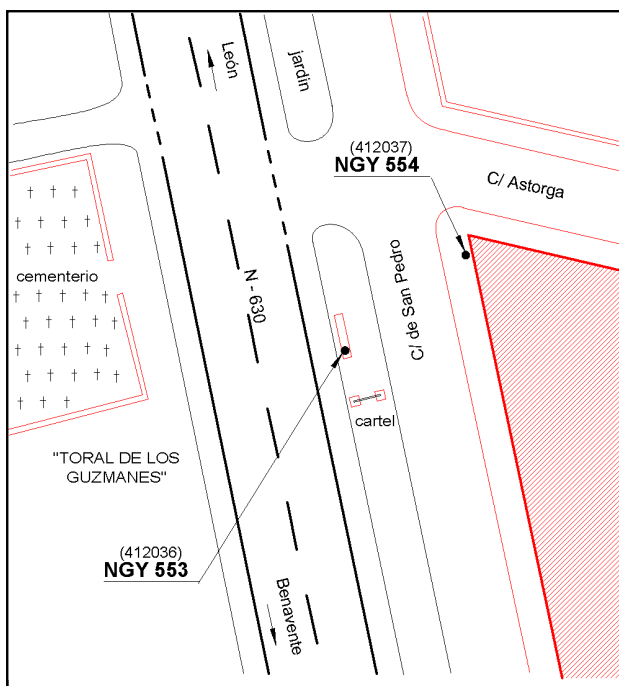 León
jardin
(412037)
NGY 554
C/ Astorga
cementerio
N - 630
C/ de San Pedro
cartel
"TORAL DE LOS
GUZMANES"
(412036)
NGY 553
Benavente